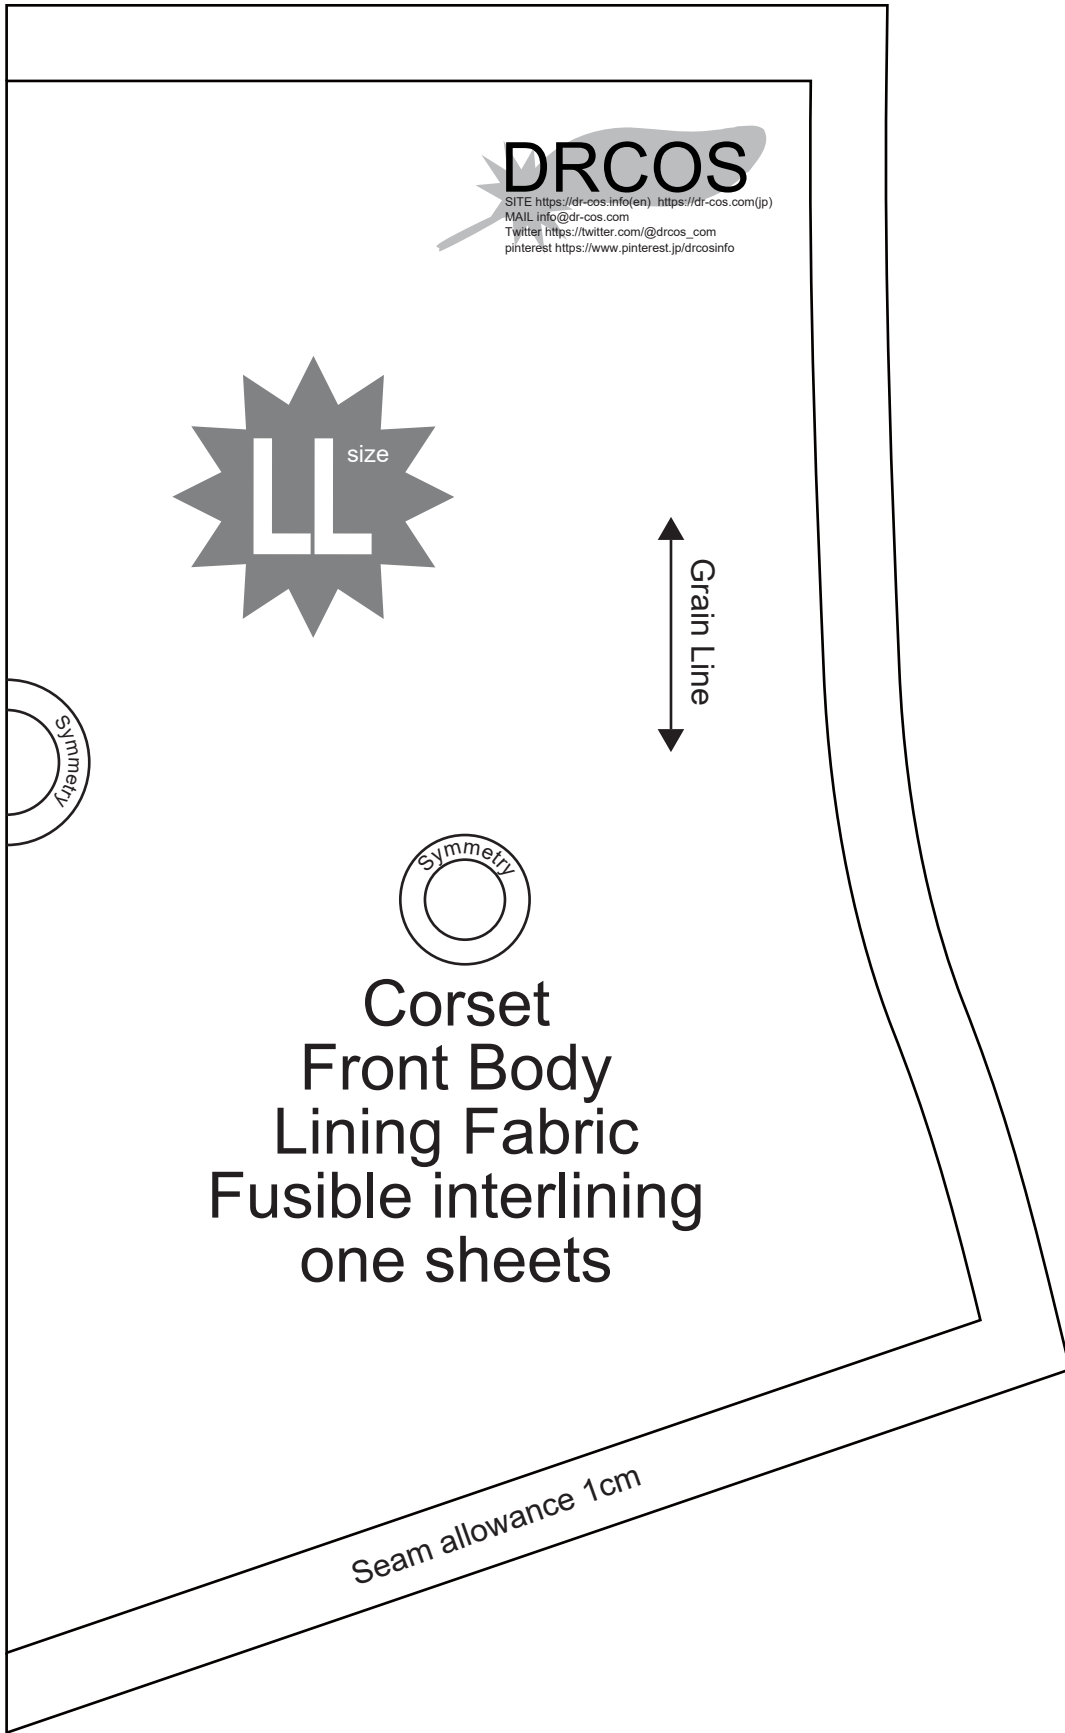 DRCOS
SITE https://dr-cos.info(en)  https://dr-cos.com(jp)
MAIL info@dr-cos.com
Twitter https://twitter.com/@drcos_com
pinterest https://www.pinterest.jp/drcosinfo
LL size
Grain Line
Symmetry
Symmetry
Corset
Front Body
Lining Fabric
Fusible interlining
one sheets
Seam allowance 1cm